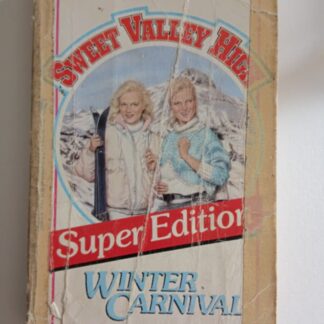 SWEET VALLEY HIGH
Super Edition
WINTER
CARNIVAL